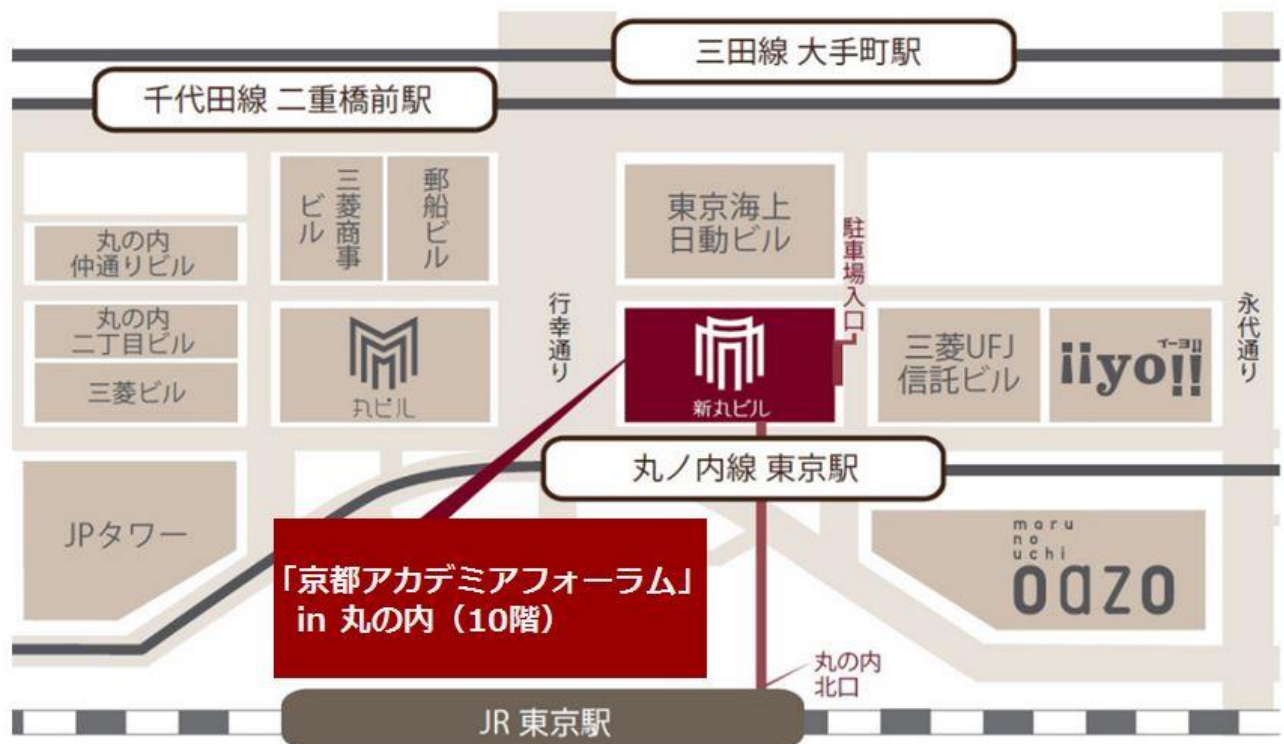 三田線 大手町駅
千代田線 二重橋前駅
三菱商事
ビル
郵船ビル
東京海上
日動ビル
駐車場入口
丸の内
仲通りビル
丸の内
二丁目ビル
三菱ビル
丸ビル
行幸通り
新丸ビル
三菱UFJ
信託ビル
イーヨ!!
iiyo!!
永代通り
丸ノ内線 東京駅
JPタワー
「京都アカデミアフォーラム」
in 丸の内（10階）
maru
no
uchi
oazo
丸の内
北口
JR 東京駅